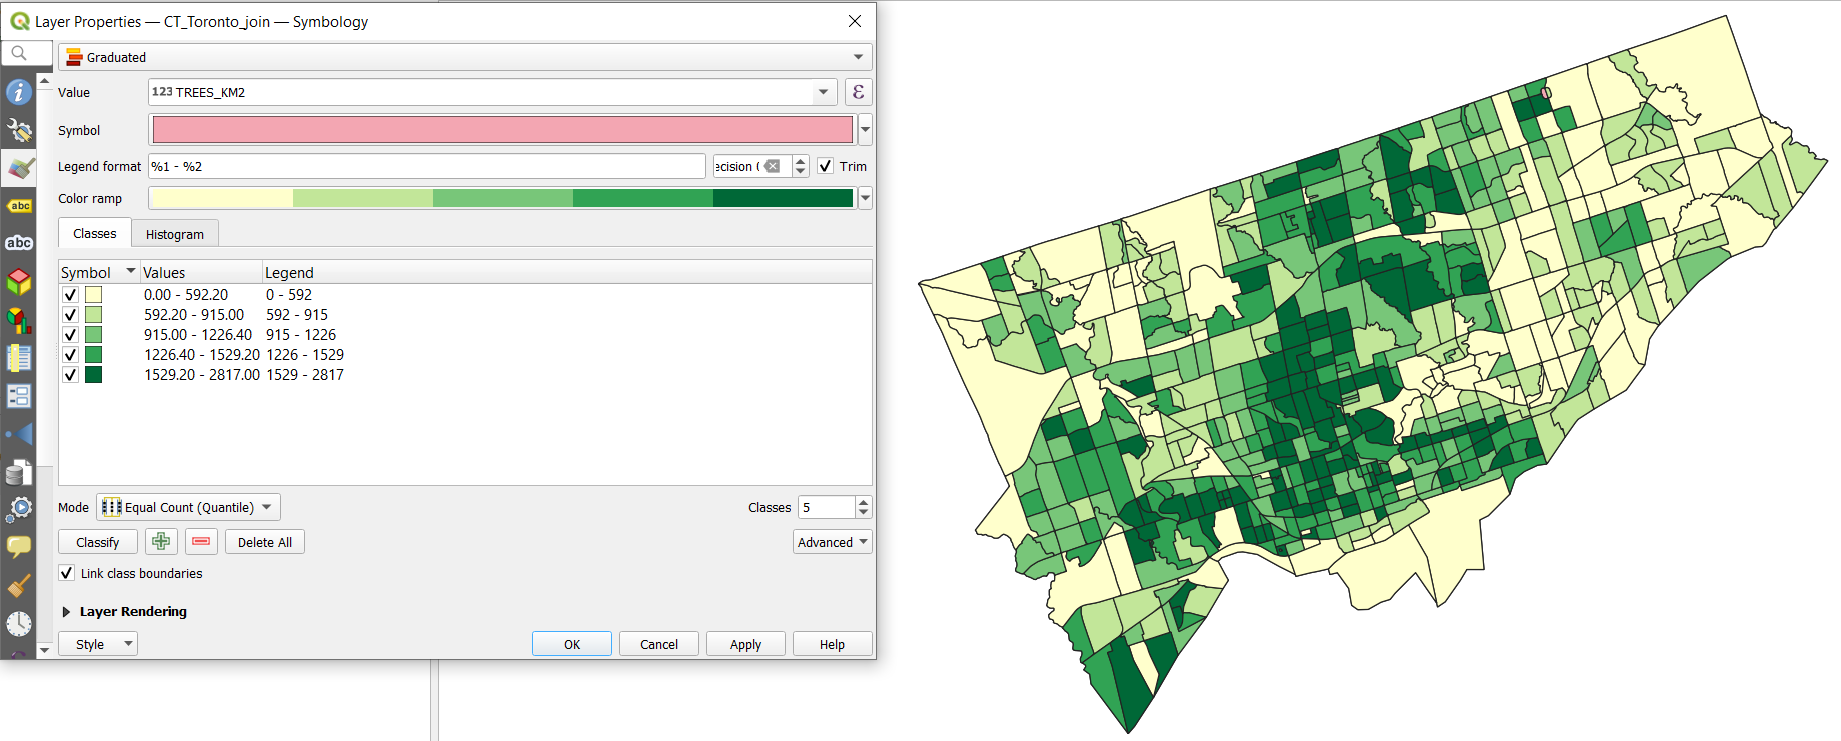 Layer Properties — CT_Toronto_join — Symbology
Graduated
Value 123 TREES_KM2 ε
Symbol
Legend format %1 - %2 ecision ( Trim
Color ramp
Classes Histogram
Symbol Values Legend
0.00 - 592.20 0 - 592
592.20 - 915.00 592 - 915
915.00 - 1226.40 915 - 1226
1226.40 - 1529.20 1226 - 1529
1529.20 - 2817.00 1529 - 2817
Mode Equal Count (Quantile) Classes 5
Classify Delete All Advanced
Link class boundaries
Layer Rendering
Style OK Cancel Apply Help
abc
abc